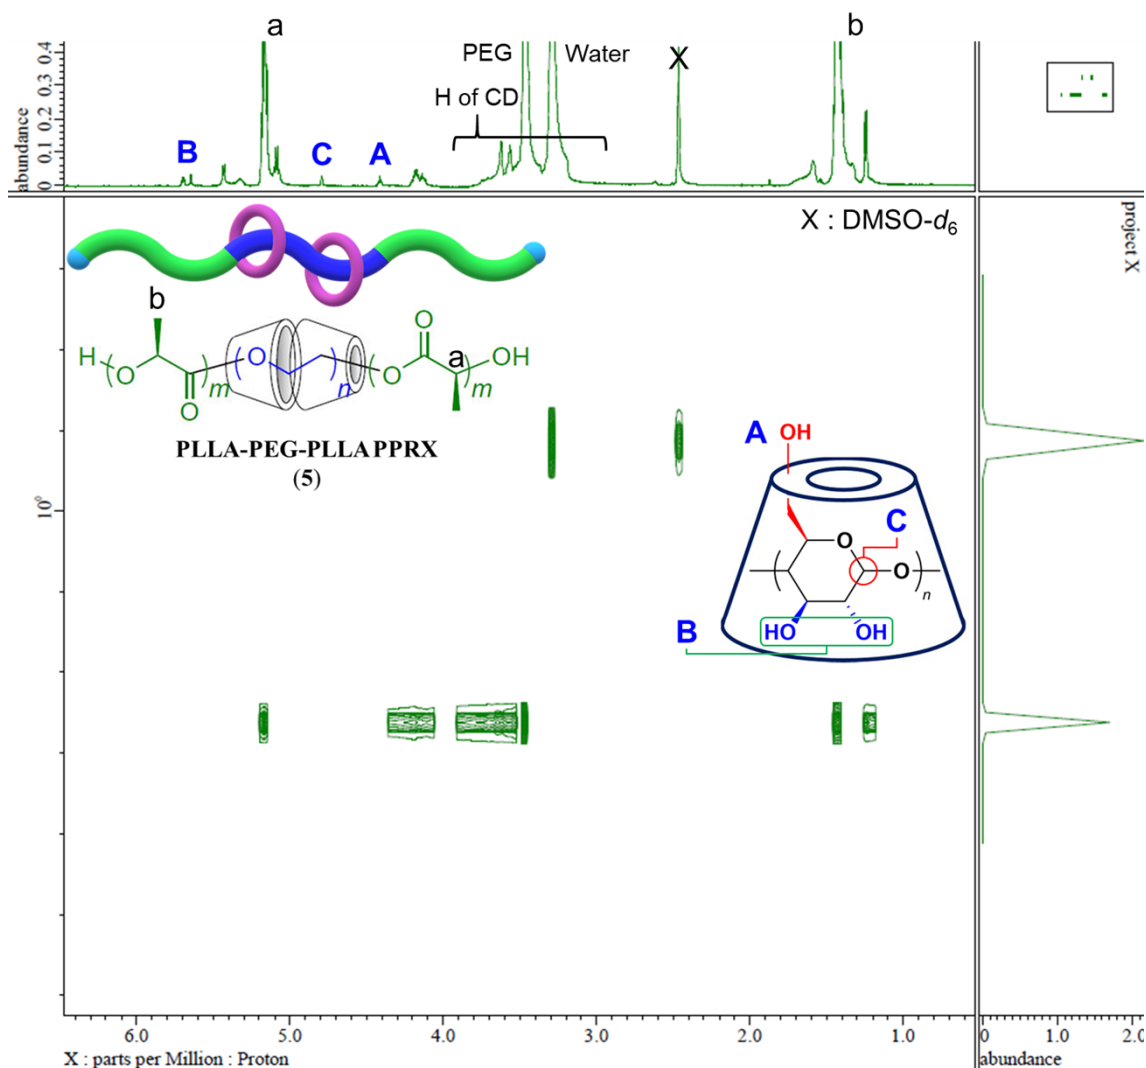 a
b
PEG
Water
X
H of CD
B
C
A
abundance
0 0.1 0.2 0.3 0.4
X : DMSO-d6
project X
b
H O O m O n O O a OH m
PLLA-PEG-PLLA PPRX
(5)
10⁰
A OH
C
O
O
n
B HO OH
6.0 5.0 4.0 3.0 2.0 1.0
X : parts per Million : Proton
0 1.0 2.0
abundance